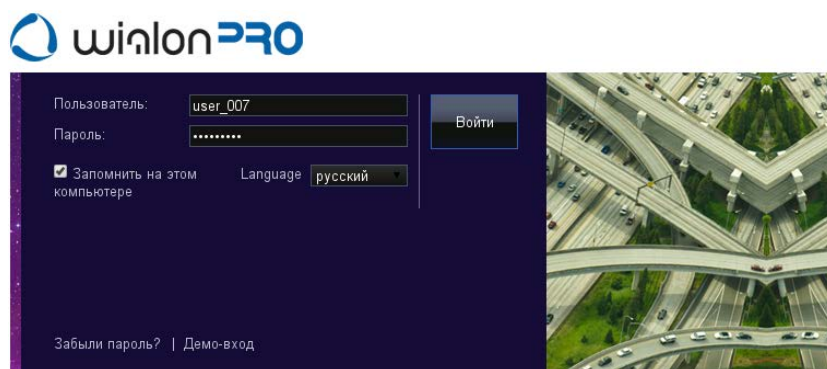 wialon PRO
Пользователь: user_007
Пароль: •••••••••
Войти
Запомнить на этом Language русский
компьютере
Забыли пароль? | Демо-вход